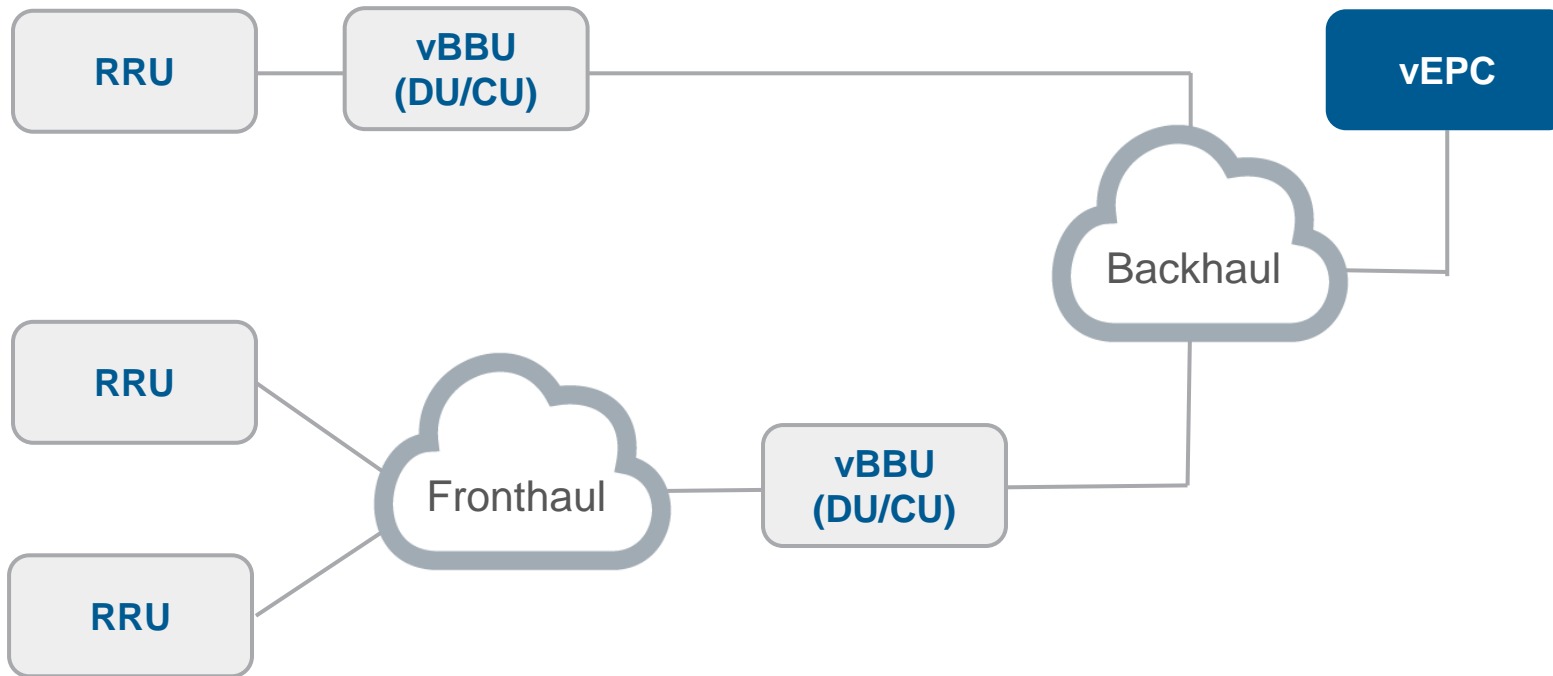 RRU
vBBU
(DU/CU)
vEPC
Backhaul
RRU
Fronthaul
vBBU
(DU/CU)
RRU